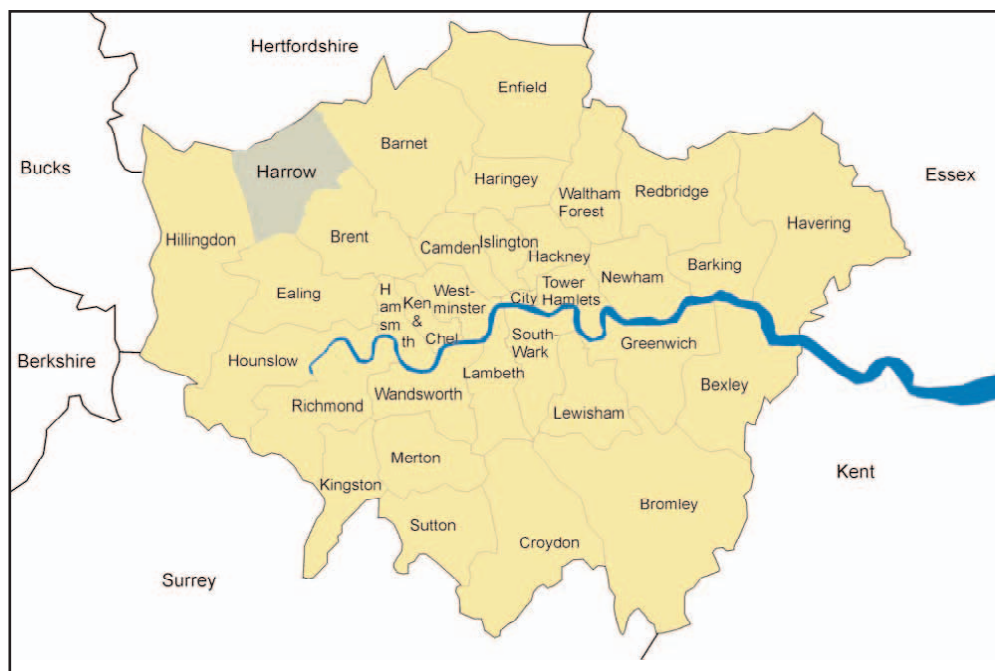 Hertfordshire
Enfield
Barnet
Bucks
Harrow
Haringey
Essex
Waltham
Forest
Redbridge
Havering
Hillingdon
Brent
Camden
Islington
Hackney
Barking
Newham
Ealing
H
am
sm
th
Ken
&
Chel
West-
minster
City
Tower
Hamlets
Berkshire
Hounslow
South-
Wark
Greenwich
Lambeth
Bexley
Richmond
Wandsworth
Lewisham
Merton
Kingston
Kent
Bromley
Sutton
Croydon
Surrey